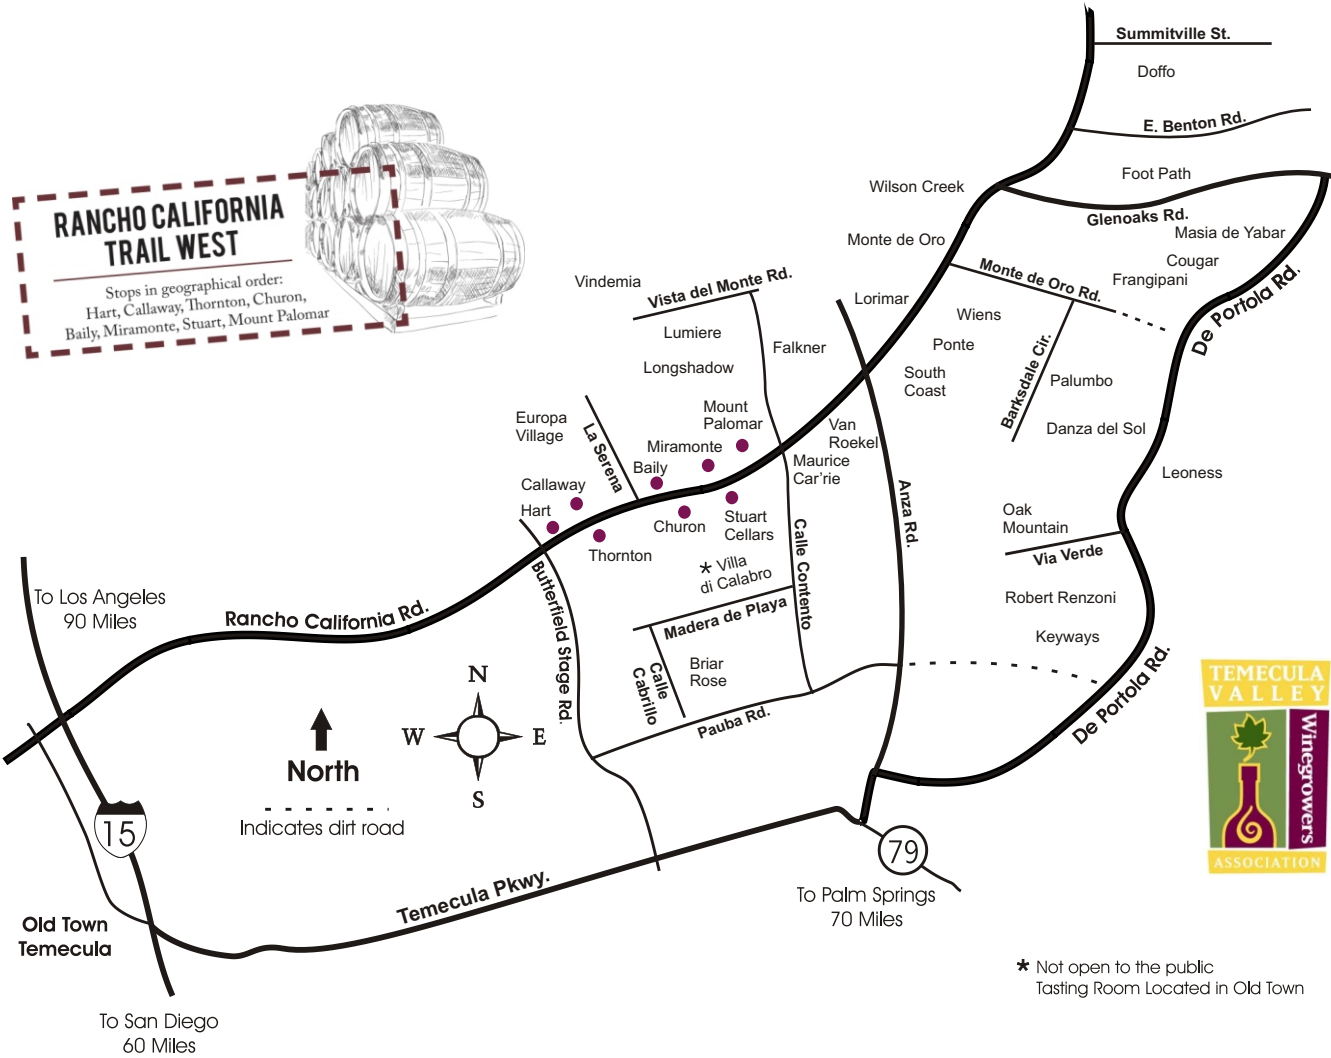 Summitville St.
Doffo
E. Benton Rd.
Foot Path
Wilson Creek
Glenoaks Rd.
Masia de Yabar
Monte de Oro
Cougar
Monte de Oro Rd.
Frangipani
De Portola Rd.
RANCHO CALIFORNIA
TRAIL WEST
Stops in geographical order:
Hart, Callaway, Thornton, Churon,
Baily, Miramonte, Stuart, Mount Palomar
Vindemia
Vista del Monte Rd.
Lorimar
Wiens
Lumiere
Falkner
Ponte
Barksdale Cir.
Longshadow
South
Coast
Palumbo
Mount
Palomar
Europa
Village
La Serena
Miramonte
Van
Roekel
Danza del Sol
Baily
Maurice
Car'rie
Leoness
Callaway
Hart
Churon
Stuart
Cellars
Anza Rd.
Oak
Mountain
Thornton
Calle Contento
Via Verde
* Villa
di Calabro
Butterfield Stage Rd.
To Los Angeles
90 Miles
Rancho California Rd.
Madera de Playa
Robert Renzoni
Keyways
Calle
Cabrillo
Briar
Rose
Pauba Rd.
De Portola Rd.
N
W
E
S
North
Indicates dirt road
15
79
To Palm Springs
70 Miles
Temecula Pkwy.
Old Town
Temecula
To San Diego
60 Miles
TEMECULA
VALLEY
Winegrowers
ASSOCIATION
* Not open to the public
Tasting Room Located in Old Town